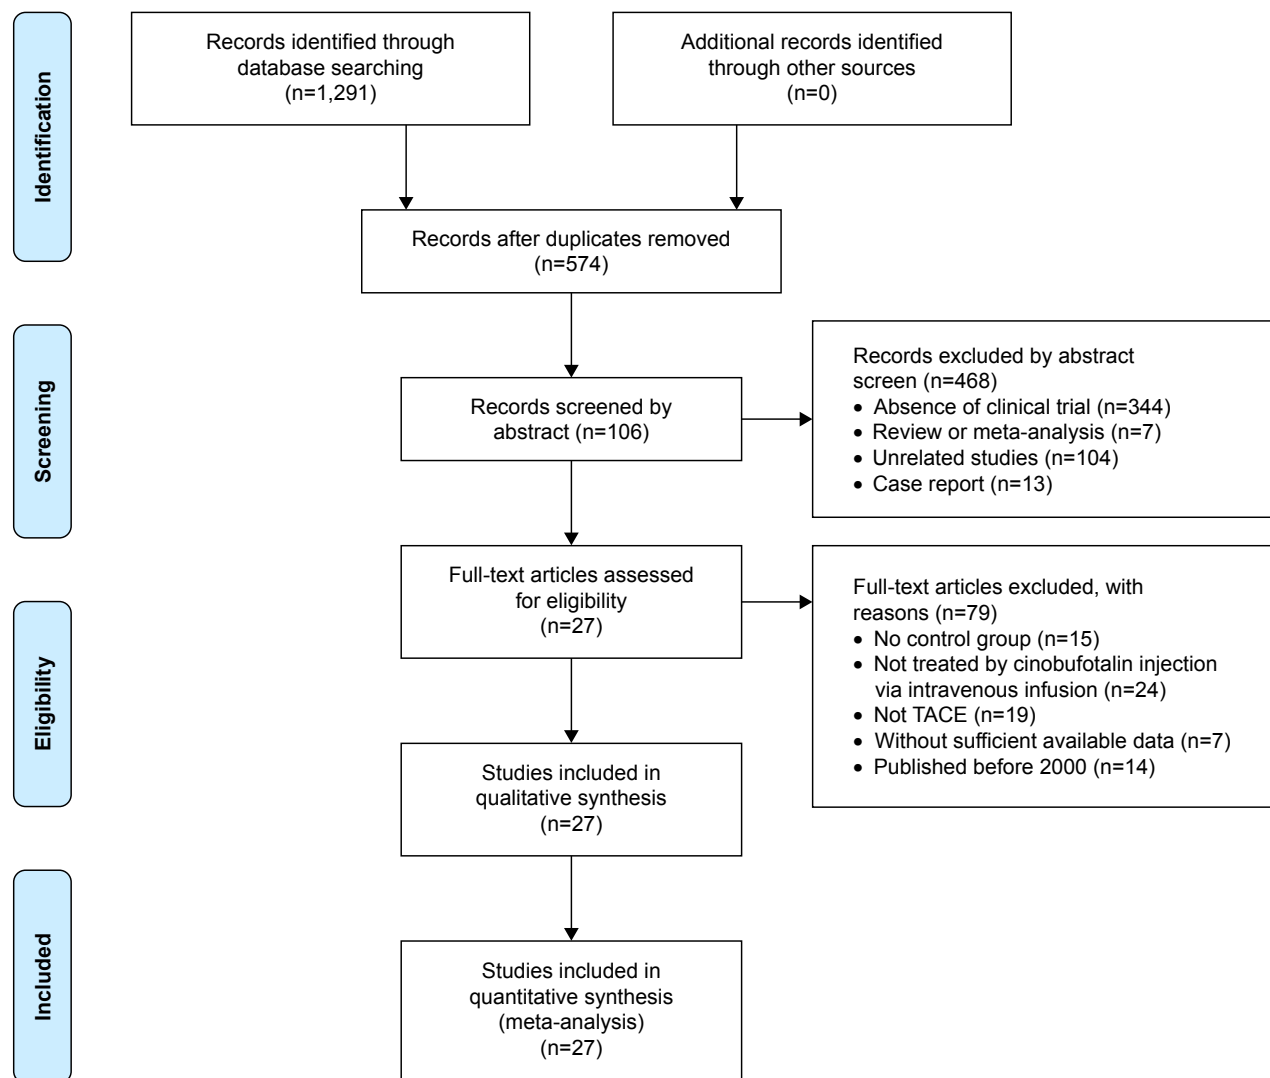 Identification
Records identified through
database searching
(n=1,291)
Additional records identified
through other sources
(n=0)
Records after duplicates removed
(n=574)
Screening
Records screened by
abstract (n=106)
Records excluded by abstract
screen (n=468)
• Absence of clinical trial (n=344)
• Review or meta-analysis (n=7)
• Unrelated studies (n=104)
• Case report (n=13)
Eligibility
Full-text articles assessed
for eligibility
(n=27)
Full-text articles excluded, with
reasons (n=79)
• No control group (n=15)
• Not treated by cinobufotalin injection
via intravenous infusion (n=24)
• Not TACE (n=19)
• Without sufficient available data (n=7)
• Published before 2000 (n=14)
Studies included in
qualitative synthesis
(n=27)
Included
Studies included in
quantitative synthesis
(meta-analysis)
(n=27)